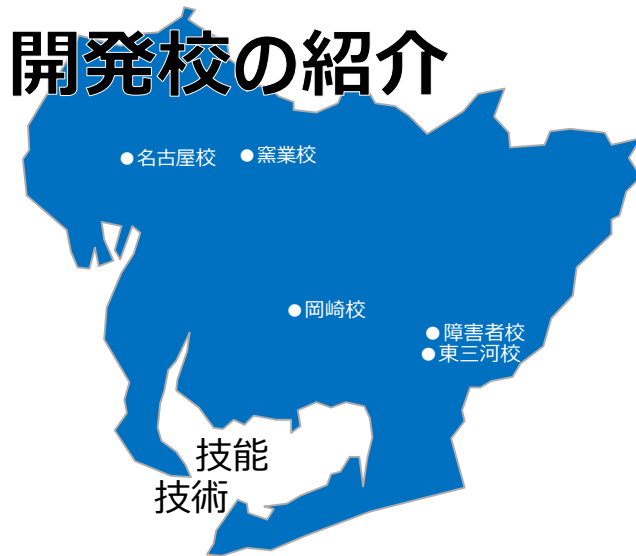 開発校の紹介
名古屋校
窯業校
岡崎校
障害者校
東三河校
技能
技術